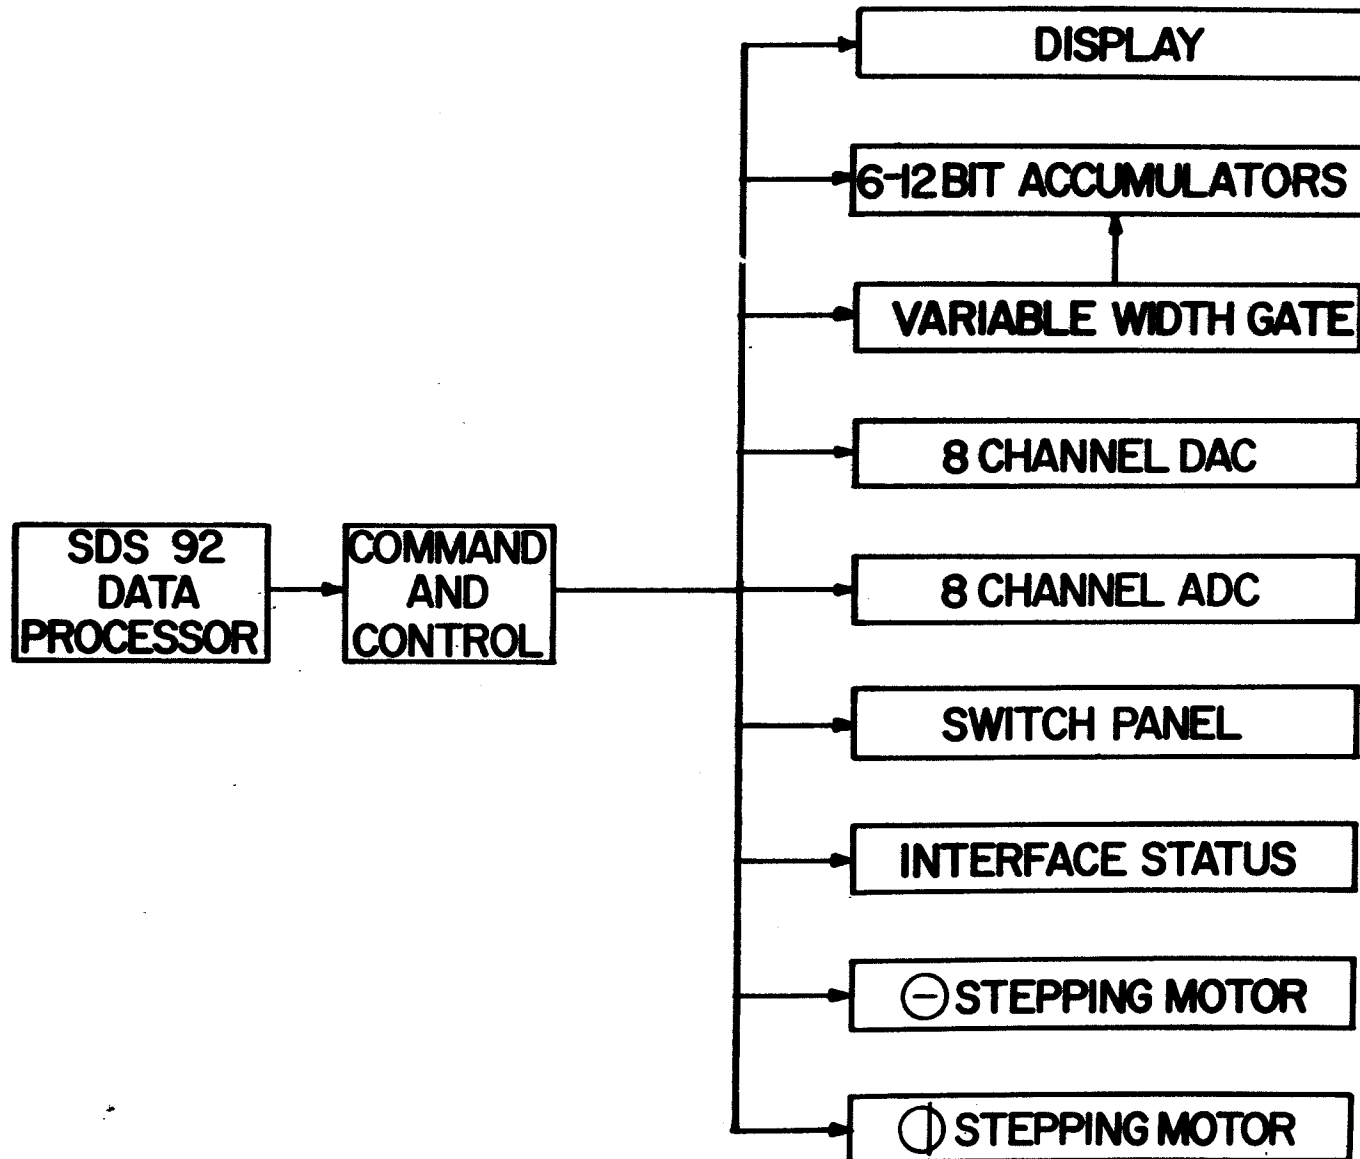 DISPLAY
6-12 BIT ACCUMULATORS
VARIABLE WIDTH GATE
8 CHANNEL DAC
SDS 92
DATA
PROCESSOR
COMMAND
AND
CONTROL
8 CHANNEL ADC
SWITCH PANEL
INTERFACE STATUS
⊖ STEPPING MOTOR
⏀ STEPPING MOTOR